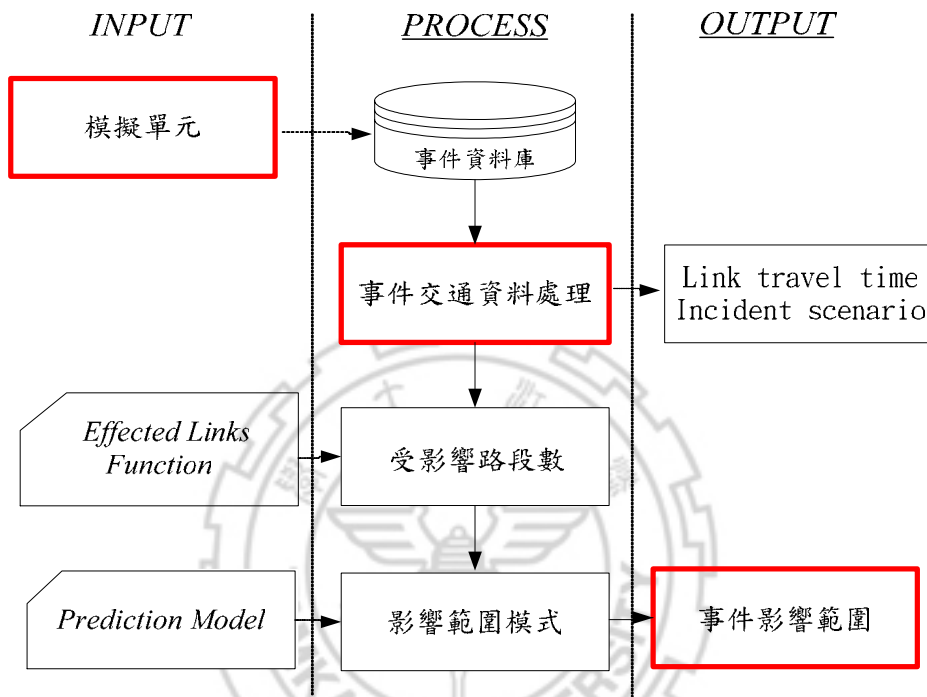 INPUT
PROCESS
OUTPUT
模擬單元
事件資料庫
事件交通資料處理
Link travel time
Incident scenario
Effected Links
Function
受影響路段數
Prediction Model
影響範圍模式
事件影響範圍